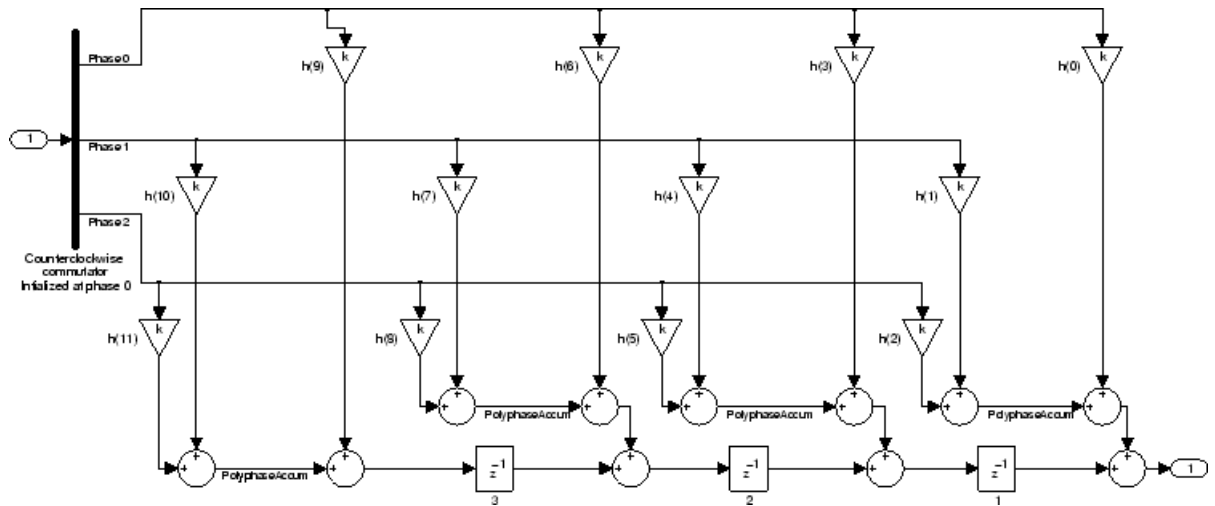 Phase 0
k
k
k
k
h(9)
h(6)
h(3)
h(0)
1
Phase 1
k
k
k
k
h(10)
h(7)
h(4)
h(1)
Phase 2
Counterclockwise
commutator
Initialized at phase 0
k
k
k
k
h(11)
h(8)
h(5)
h(2)
+
+
+
+
+
+
+
+
+
+
+
+
PolyphaseAccum
PolyphaseAccum
PolyphaseAccum
+
+
+
+
+
+
+
+
+
+
PolyphaseAccum
z⁻¹
z⁻¹
z⁻¹
1
3
2
1